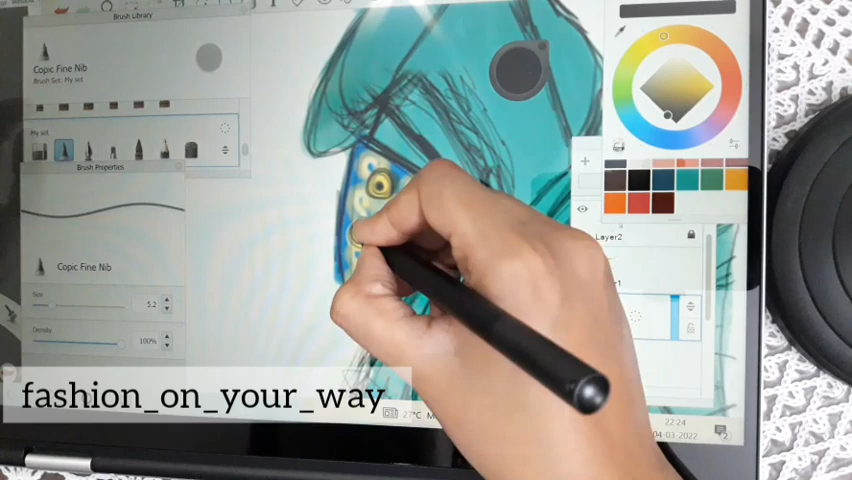 Brush Library
Copic Fine Nib
Brush Set: My set
My set
Brush Properties
Copic Fine Nib
Size
5.2
Density
100%
Layer2
fashion_on_your_way
27°C
22:24
04-03-2022
2